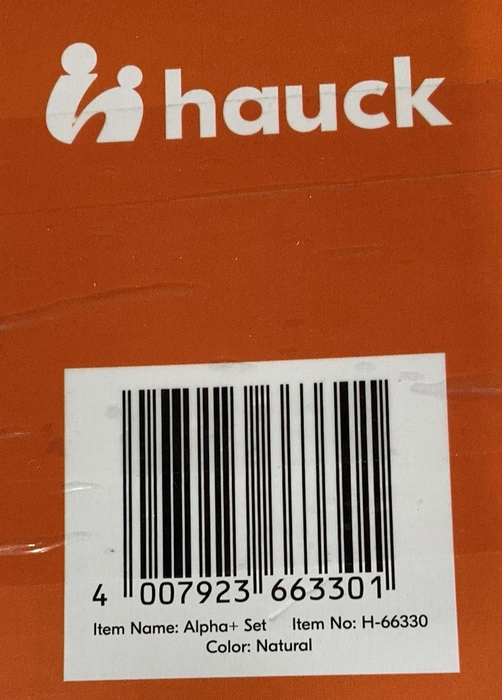 hauck
4 007923 663301
Item Name: Alpha+ Set Item No: H-66330
Color: Natural